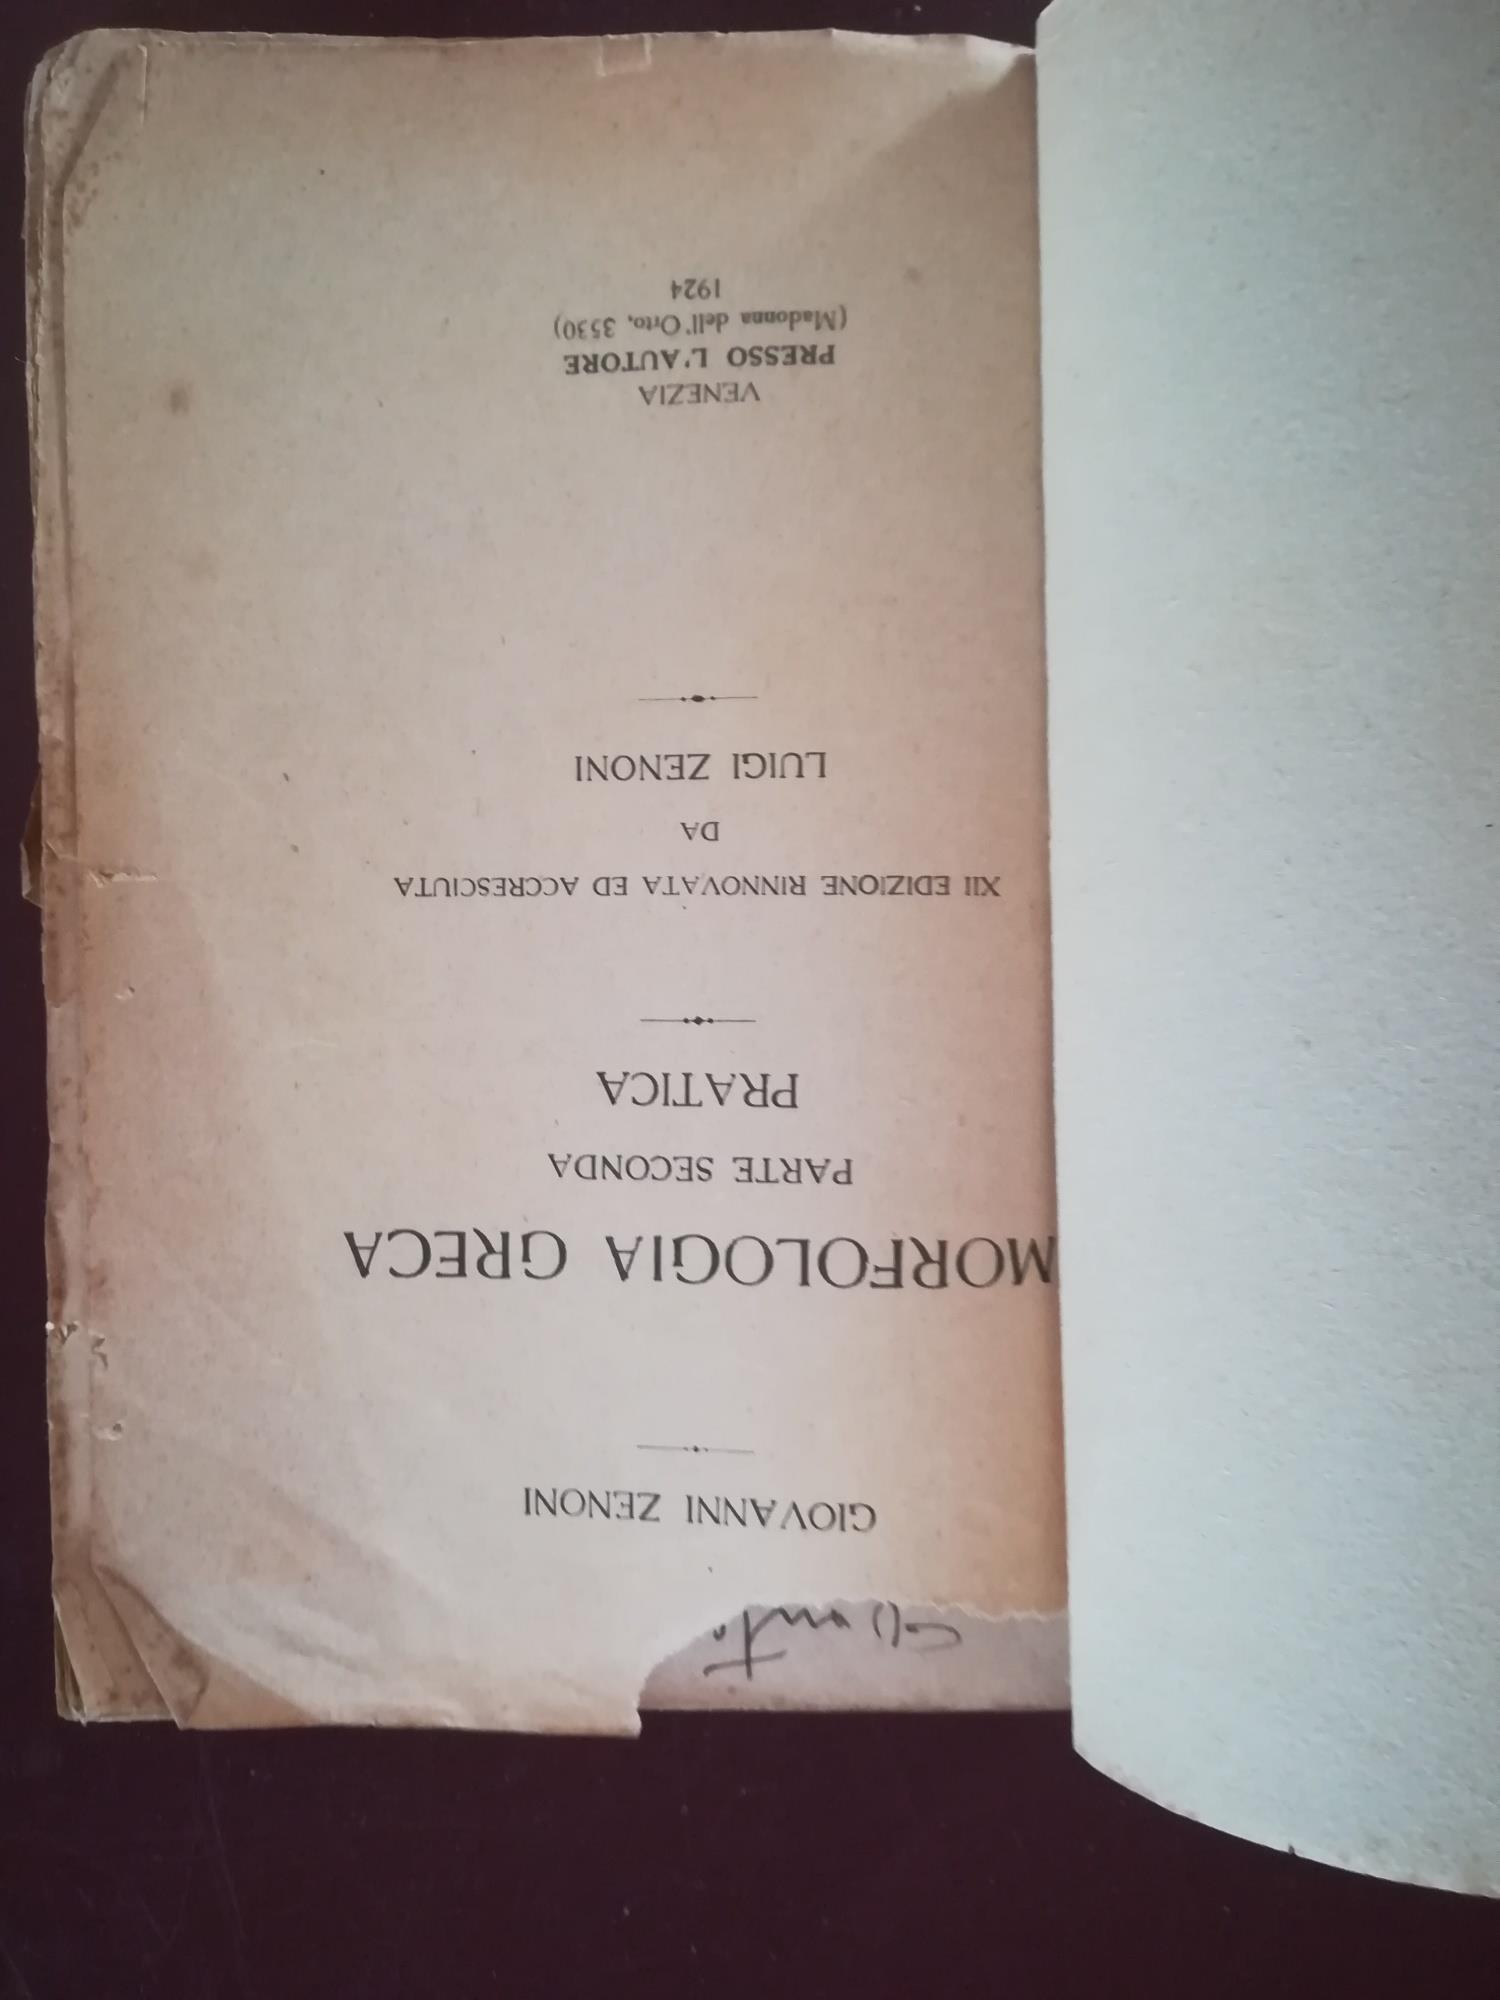 GIOVANNI ZENONI
MORFOLOGIA GRECA
PARTE SECONDA
PRATICA
XII EDIZIONE RINNOVATA ED ACCRESCIUTA
DA
LUIGI ZENONI
VENEZIA
PRESSO L'AUTORE
(Madonna dell'Orto, 3530)
1924